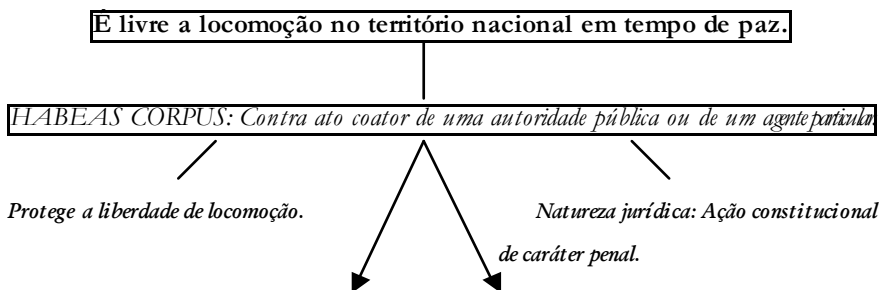 É livre a locomoção no território nacional em tempo de paz.
HABEAS CORPUS: Contra ato coator de uma autoridade pública ou de um agente particular.
Protege a liberdade de locomoção.
Natureza jurídica: Ação constitucional
de caráter penal.